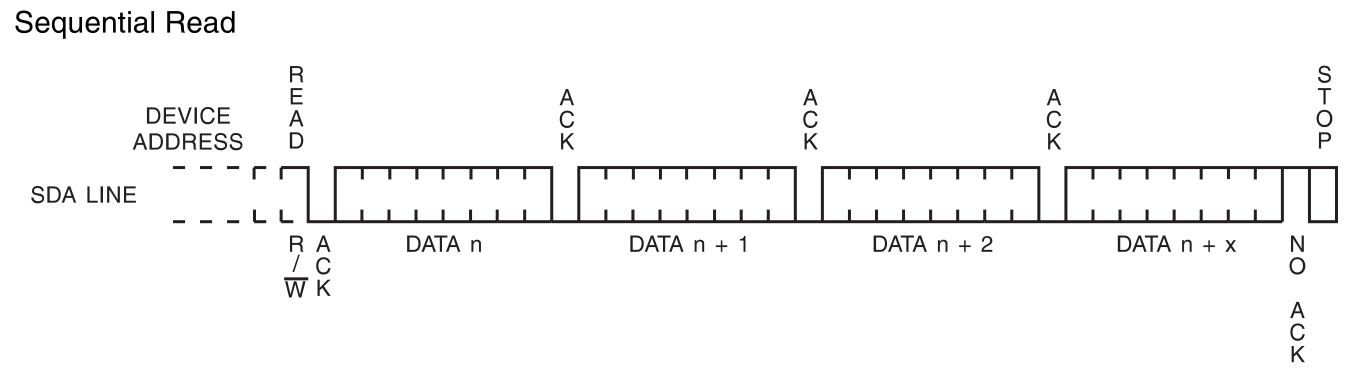 Sequential Read
DEVICE
ADDRESS
READ
ACK
ACK
ACK
STOP
SDA LINE
R/W
ACK
DATA n
DATA n + 1
DATA n + 2
DATA n + x
NO ACK